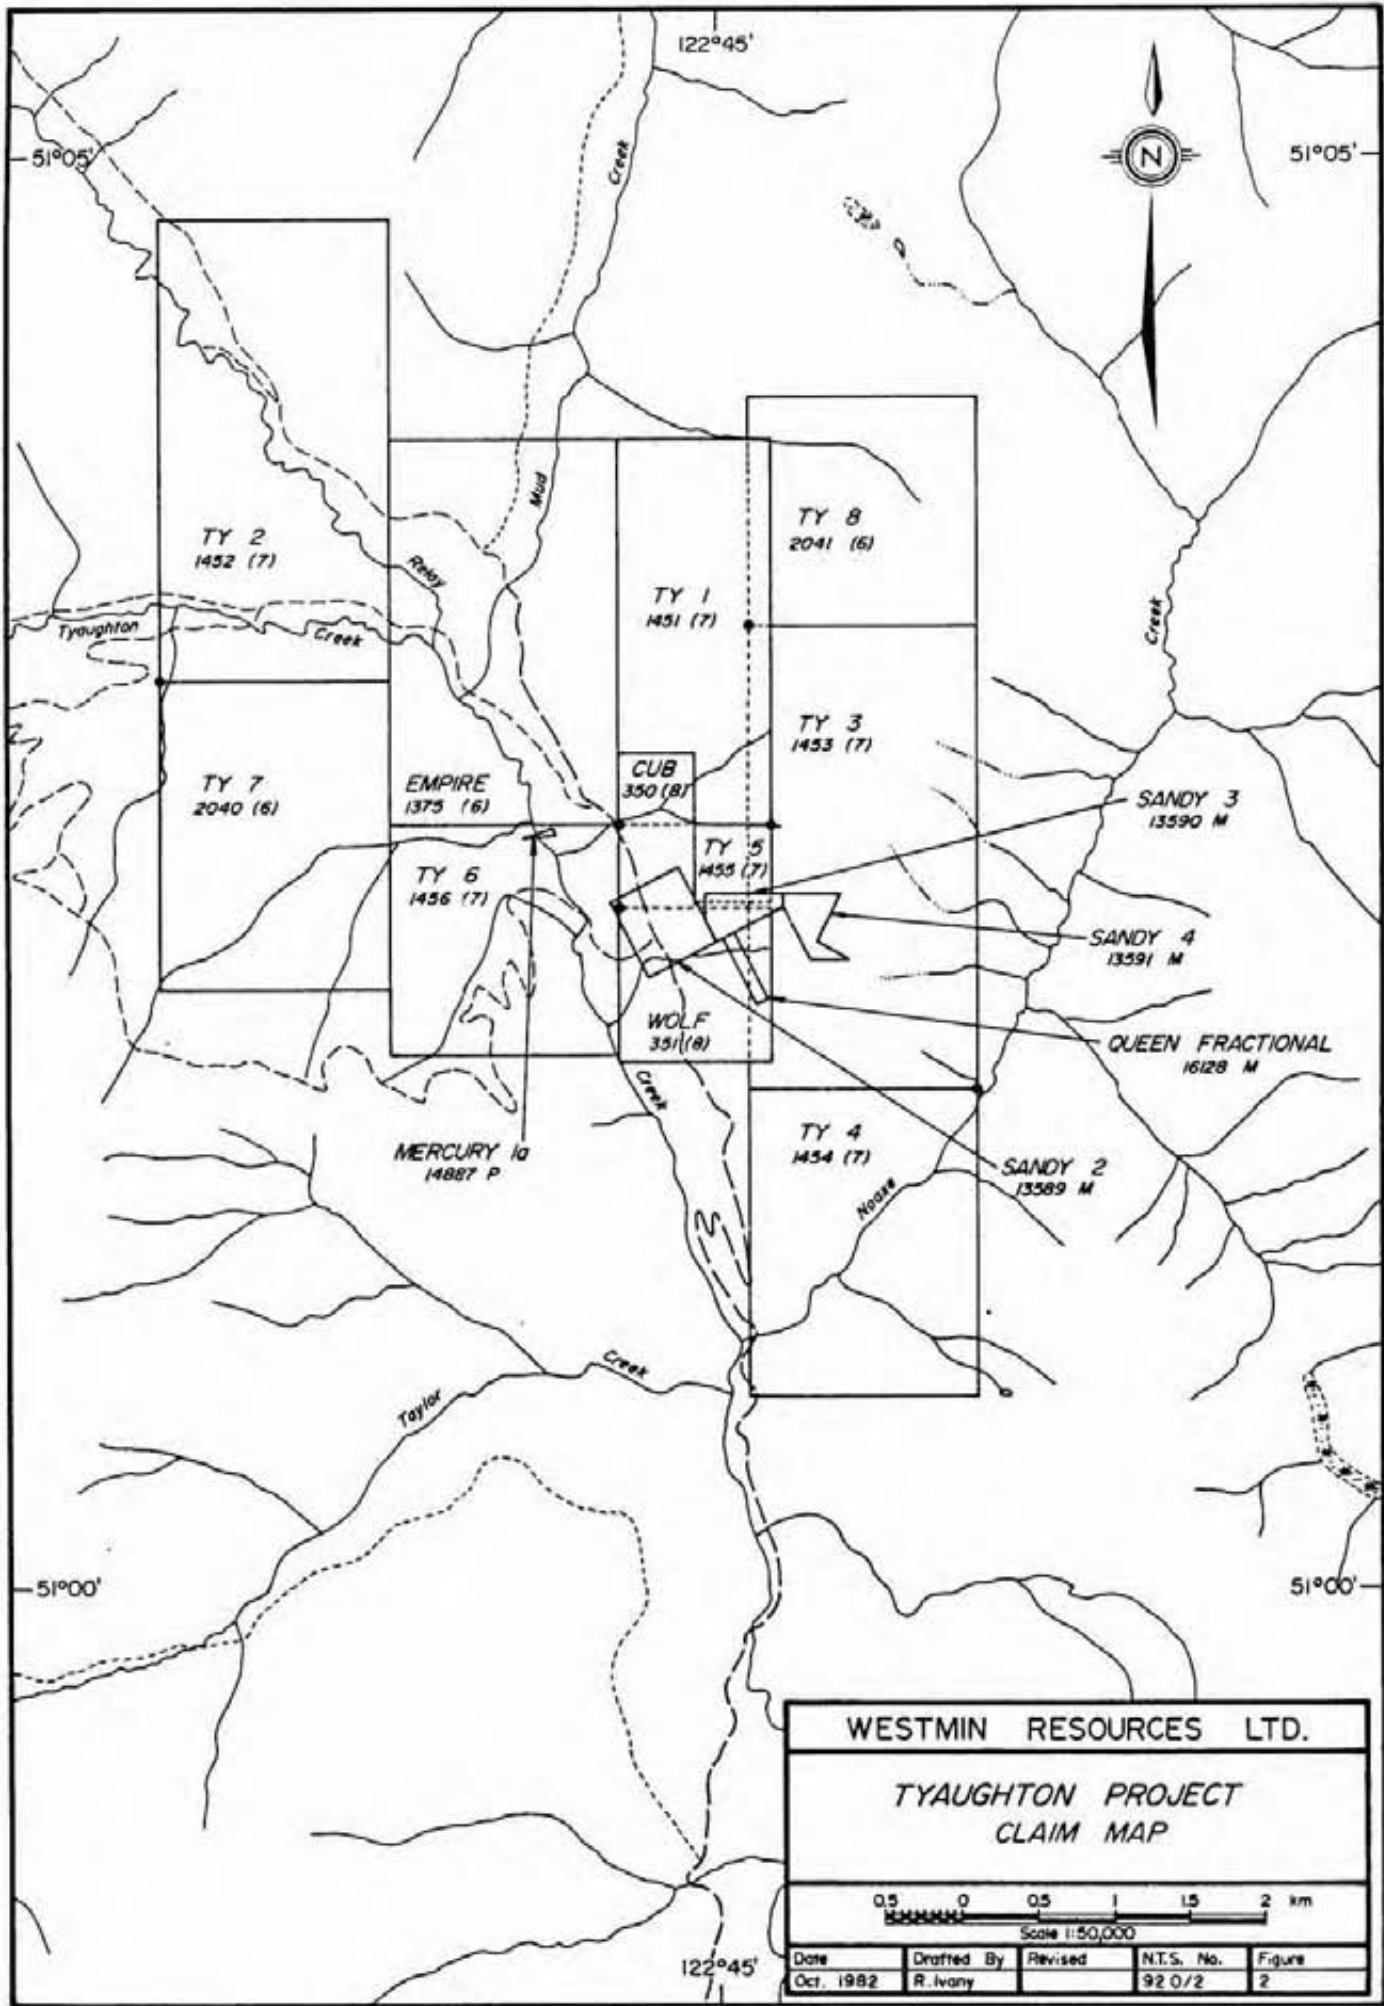 122°45'
51°05'
51°05'
N
Creek
Mud
Relay
TY 2
1452 (7)
TY 8
2041 (6)
TY 1
1451 (7)
Tyaughton
Creek
Creek
TY 3
1453 (7)
TY 7
2040 (6)
EMPIRE
1375 (6)
CUB
350 (8)
SANDY 3
13590 M
TY 5
1455 (7)
TY 6
1456 (7)
SANDY 4
13591 M
WOLF
351 (8)
QUEEN FRACTIONAL
16128 M
Creek
MERCURY 1a
14887 P
TY 4
1454 (7)
SANDY 2
13589 M
Noaxe
Creek
Taylor
51°00'
51°00'
WESTMIN RESOURCES LTD.
TYAUGHTON PROJECT
CLAIM MAP
0.5 0 0.5 1 1.5 2 km
Scale 1:50,000
Date Drafted By Revised N.T.S. No. Figure
Oct. 1982 R. Ivany 92 O/2 2
122°45'